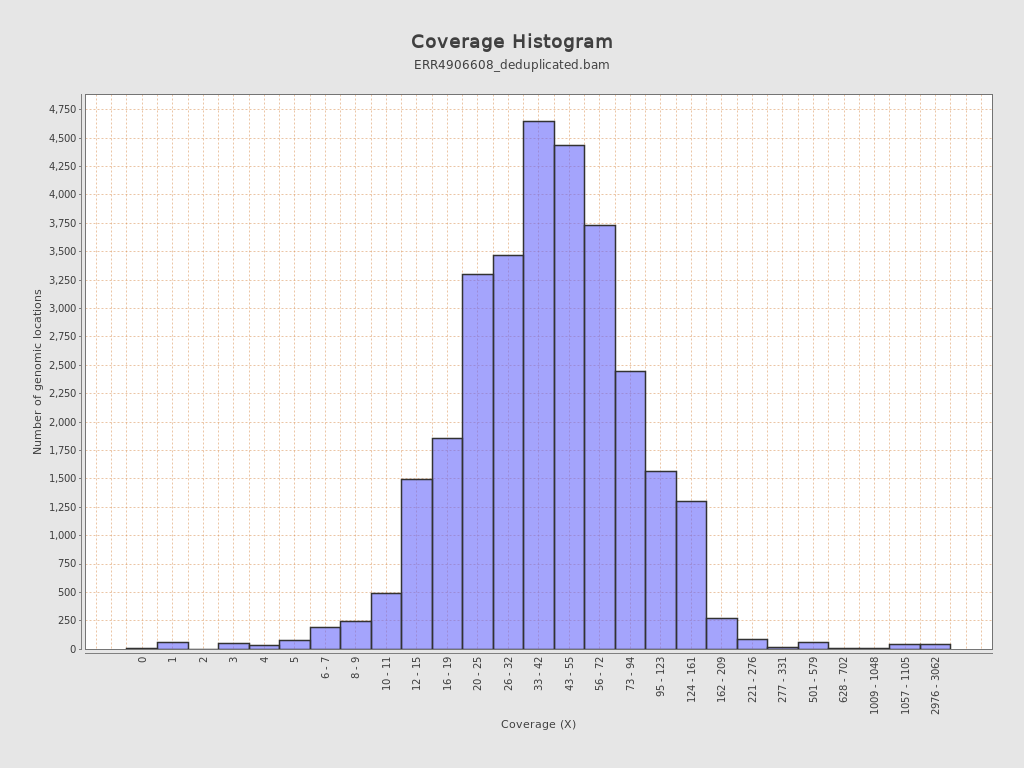 Coverage Histogram
ERR4906608_deduplicated.bam
Number of genomic locations
4,750
4,500
4,250
4,000
3,750
3,500
3,250
3,000
2,750
2,500
2,250
2,000
1,750
1,500
1,250
1,000
750
500
250
0
0
1
2
3
4
5
6 - 7
8 - 9
10 - 11
12 - 15
16 - 19
20 - 25
26 - 32
33 - 42
43 - 55
56 - 72
73 - 94
95 - 123
124 - 161
162 - 209
221 - 276
277 - 331
501 - 579
628 - 702
1009 - 1048
1057 - 1105
2976 - 3062
Coverage (X)